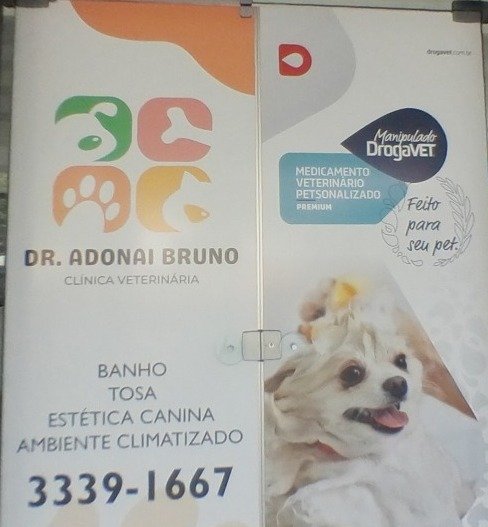 DR. ADONAI BRUNO
CLÍNICA VETERINÁRIA
BANHO
TOSA
ESTÉTICA CANINA
AMBIENTE CLIMATIZADO
3339-1667
drogavet.com.br
Manipulado
DrogaVET
MEDICAMENTO
VETERINÁRIO
PETSONALIZADO
PREMIUM
Feito
para
seu pet.